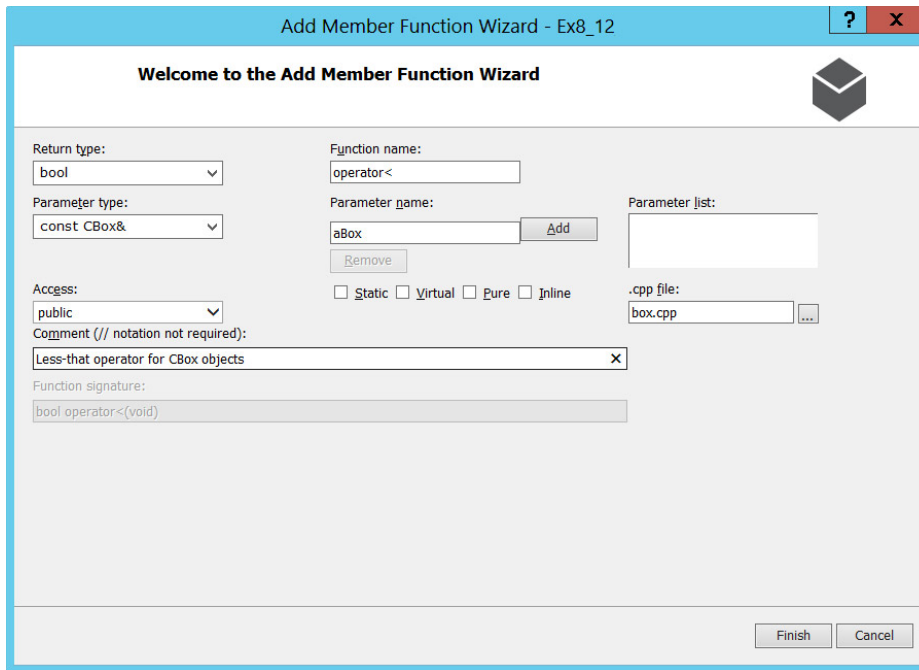 Add Member Function Wizard - Ex8_12
? X
Welcome to the Add Member Function Wizard
Return type: Function name:
bool operator<
Parameter type: Parameter name: Parameter list:
const CBox& aBox Add
Remove
Access: Static Virtual Pure Inline .cpp file:
public box.cpp ...
Comment (// notation not required):
Less-that operator for CBox objects
Function signature:
bool operator<(void)
Finish Cancel